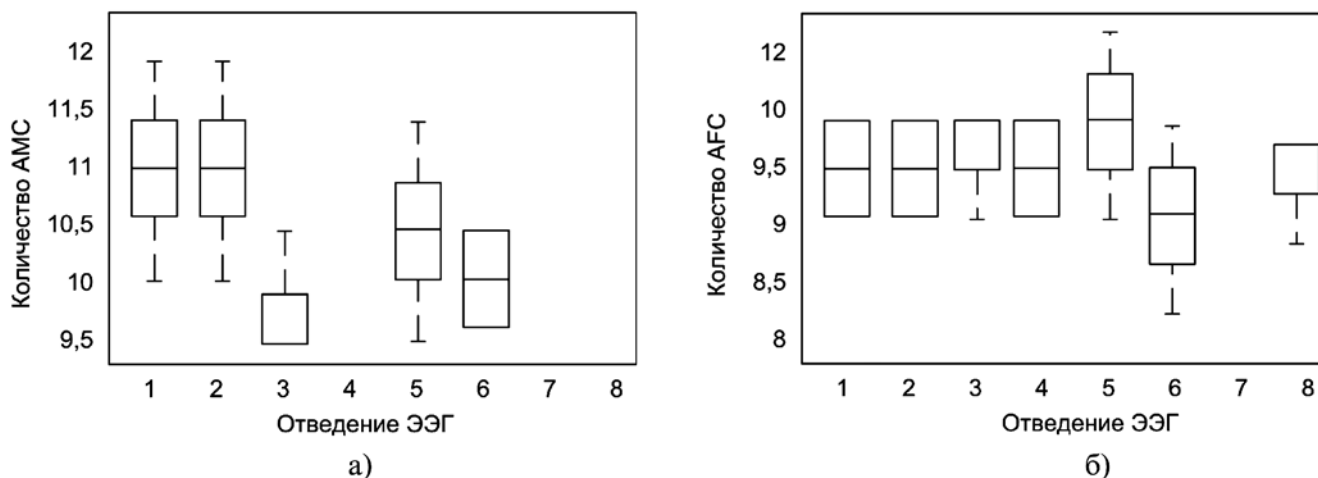 Количество АМС
12
11,5
11
10,5
10
9,5
1 2 3 4 5 6 7 8
Отведение ЭЭГ
а)
Количество AFC
12
10
9,5
9
8,5
8
1 2 3 4 5 6 7 8
Отведение ЭЭГ
б)